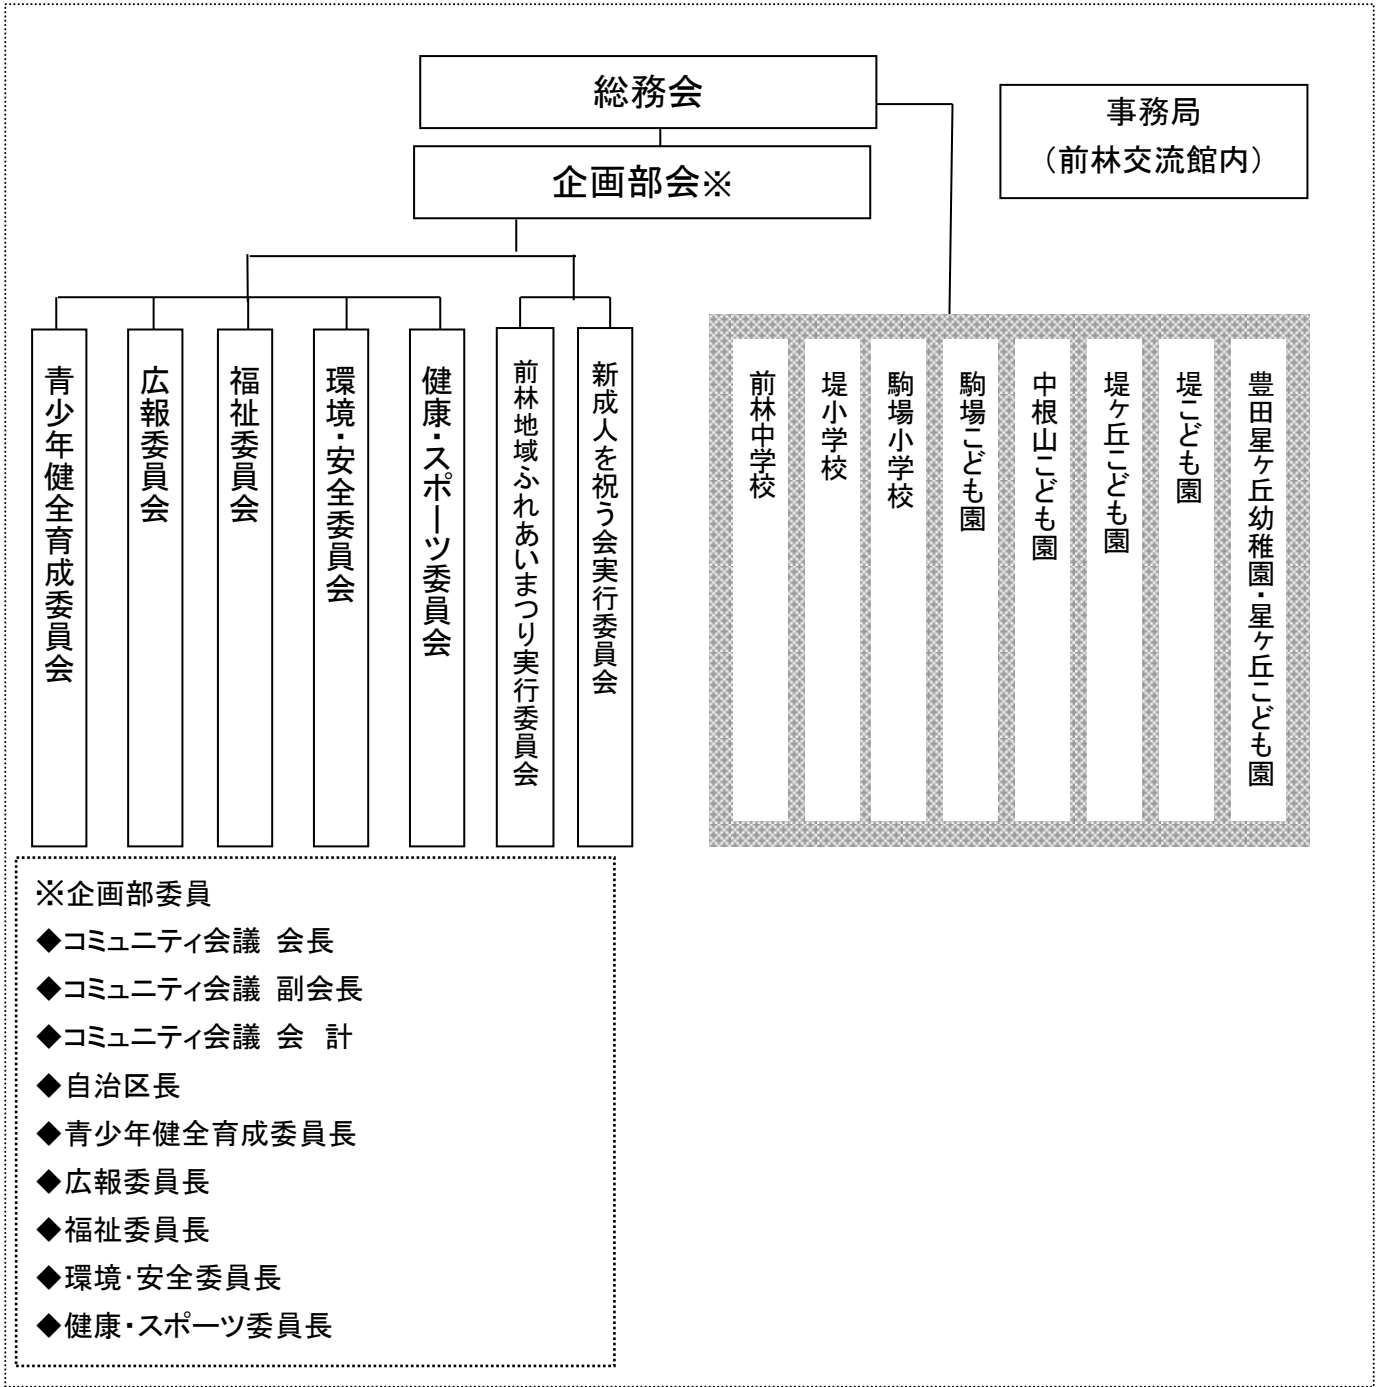 総務会
事務局
（前林交流館内）
企画部会※
青少年健全育成委員会
広報委員会
福祉委員会
環境・安全委員会
健康・スポーツ委員会
前林地域ふれあいまつり実行委員会
新成人を祝う会実行委員会
前林中学校
堤小学校
駒場小学校
駒場こども園
中根山こども園
堤ヶ丘こども園
堤こども園
豊田星ヶ丘幼稚園・星ヶ丘こども園
※企画部委員
◆コミュニティ会議 会長
◆コミュニティ会議 副会長
◆コミュニティ会議 会　計
◆自治区長
◆青少年健全育成委員長
◆広報委員長
◆福祉委員長
◆環境・安全委員長
◆健康・スポーツ委員長